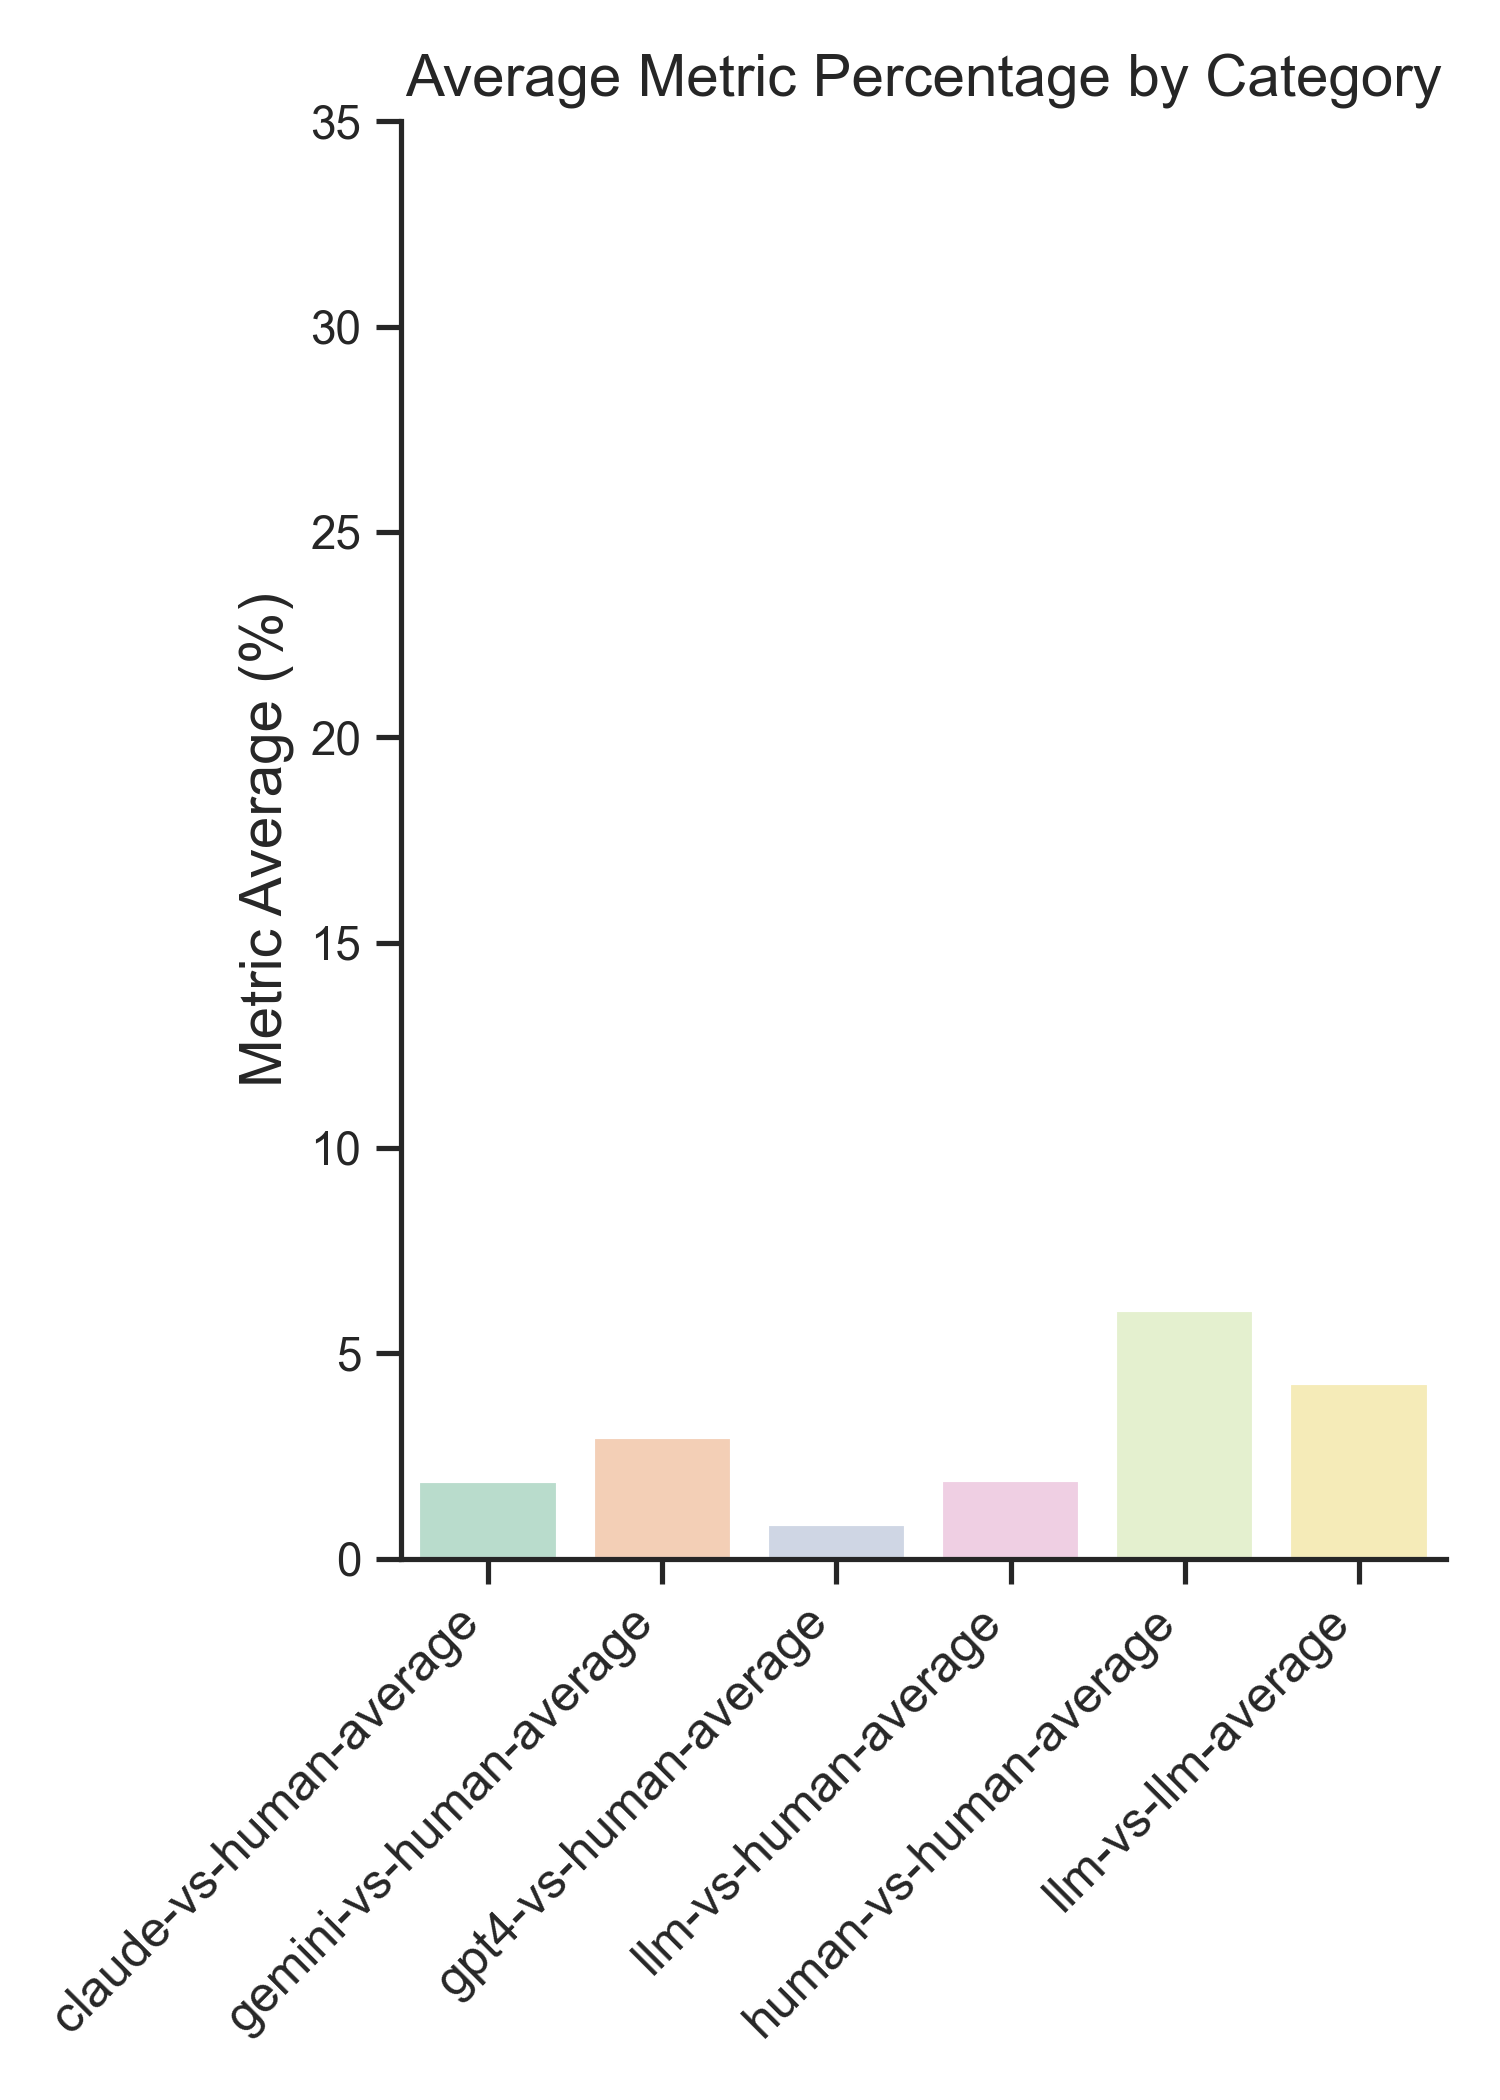 Average Metric Percentage by Category
Metric Average (%)
35
30
25
20
15
10
5
0
claude-vs-human-average
gemini-vs-human-average
gpt4-vs-human-average
llm-vs-human-average
human-vs-human-average
llm-vs-llm-average